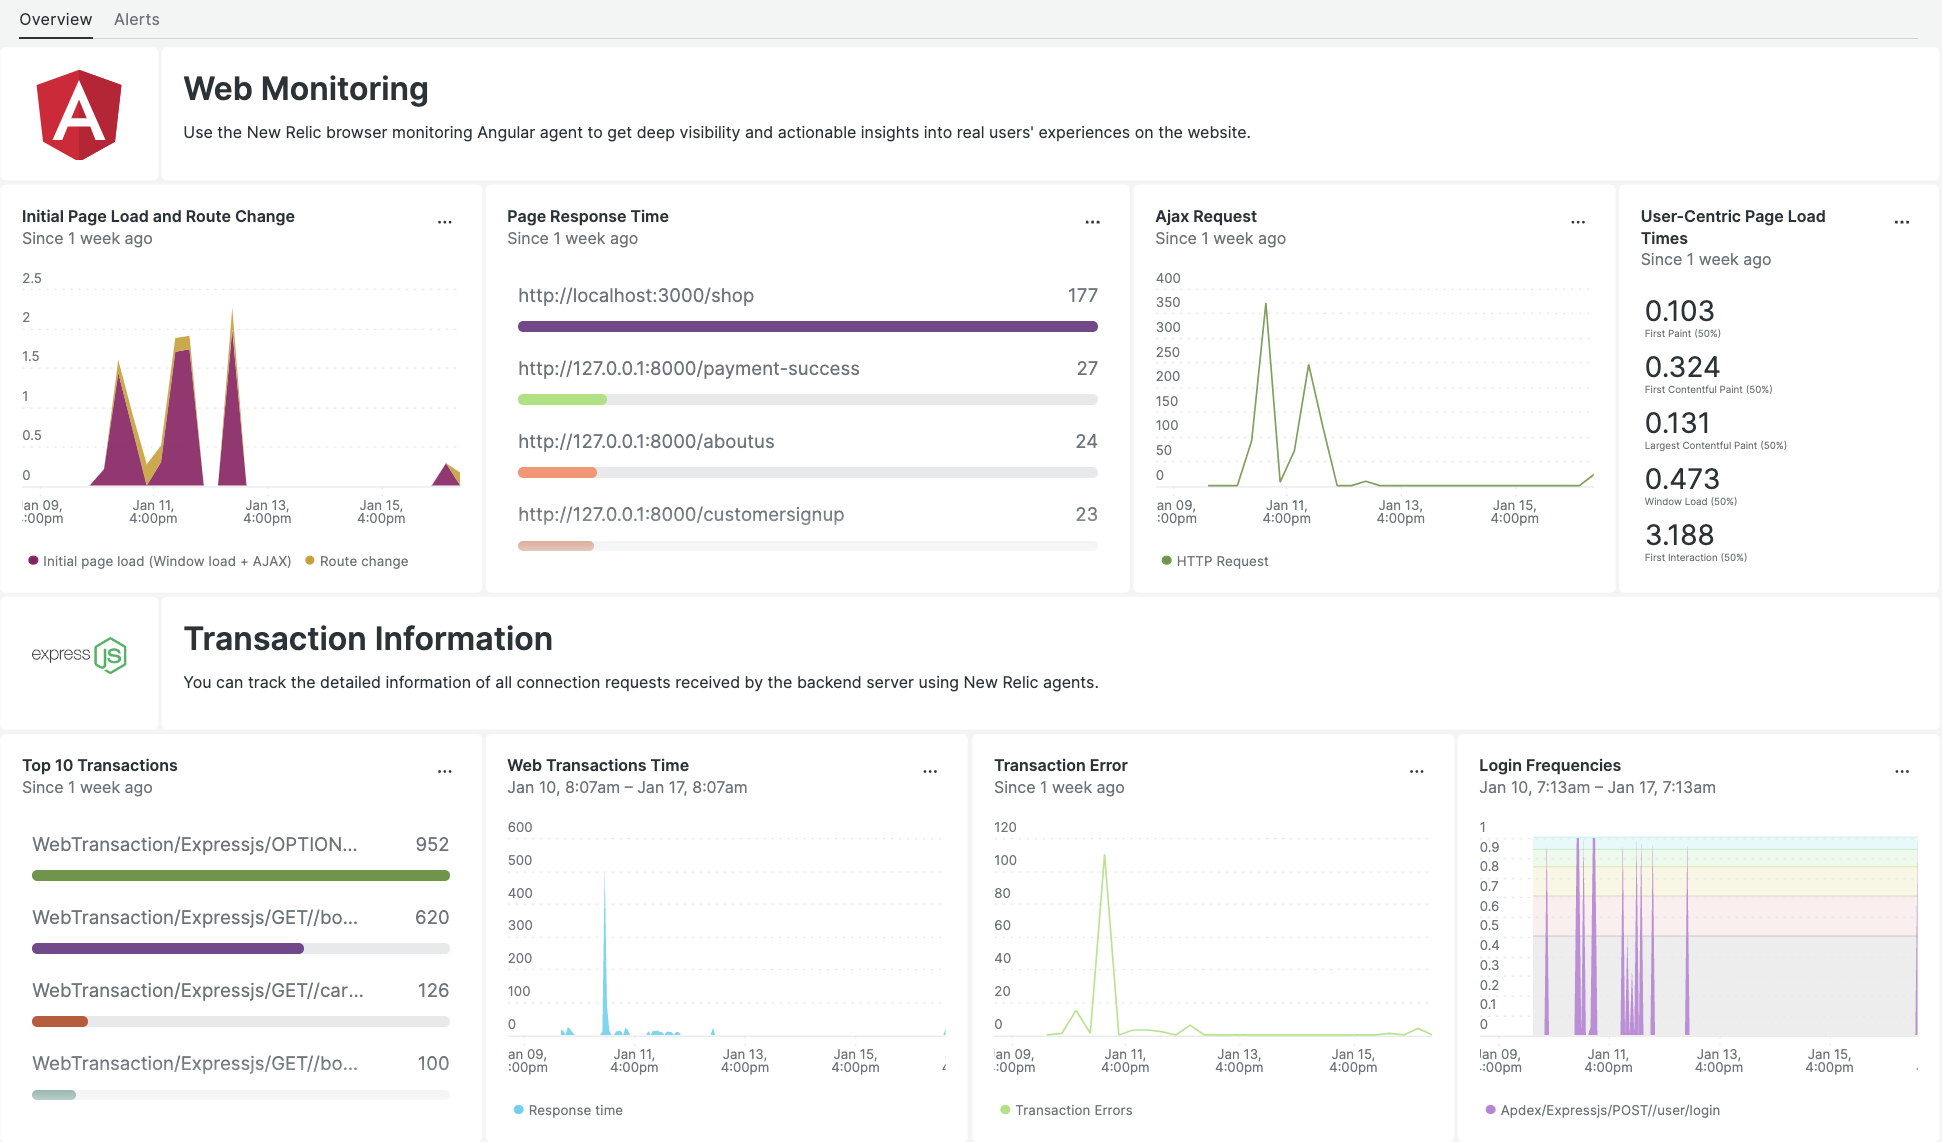 Overview
Alerts
Web Monitoring
Use the New Relic browser monitoring Angular agent to get deep visibility and actionable insights into real users' experiences on the website.
Initial Page Load and Route Change
Since 1 week ago
2.5
2
1.5
1
0.5
0
an 09,
:00pm
Jan 11,
4:00pm
Jan 13,
4:00pm
Jan 15,
4:00pm
Initial page load (Window load + AJAX)
Route change
Page Response Time
Since 1 week ago
http://localhost:3000/shop 177
http://127.0.0.1:8000/payment-success 27
http://127.0.0.1:8000/aboutus 24
http://127.0.0.1:8000/customersignup 23
Ajax Request
Since 1 week ago
400
350
300
250
200
150
100
50
0
an 09,
:00pm
Jan 11,
4:00pm
Jan 13,
4:00pm
Jan 15,
4:00pm
HTTP Request
User-Centric Page Load
Times
Since 1 week ago
0.103
First Paint (50%)
0.324
First Contentful Paint (50%)
0.131
Largest Contentful Paint (50%)
0.473
Window Load (50%)
3.188
First Interaction (50%)
express JS
Transaction Information
You can track the detailed information of all connection requests received by the backend server using New Relic agents.
Top 10 Transactions
Since 1 week ago
WebTransaction/Expressjs/OPTION... 952
WebTransaction/Expressjs/GET//bo... 620
WebTransaction/Expressjs/GET//car... 126
WebTransaction/Expressjs/GET//bo... 100
Web Transactions Time
Jan 10, 8:07am – Jan 17, 8:07am
600
500
400
300
200
100
0
an 09,
:00pm
Jan 11,
4:00pm
Jan 13,
4:00pm
Jan 15,
4:00pm
Response time
Transaction Error
Since 1 week ago
120
100
80
60
40
20
0
an 09,
:00pm
Jan 11,
4:00pm
Jan 13,
4:00pm
Jan 15,
4:00pm
Transaction Errors
Login Frequencies
Jan 10, 7:13am – Jan 17, 7:13am
1
0.9
0.8
0.7
0.6
0.5
0.4
0.3
0.2
0.1
0
Jan 09,
:00pm
Jan 11,
4:00pm
Jan 13,
4:00pm
Jan 15,
4:00pm
Apdex/Expressjs/POST//user/login